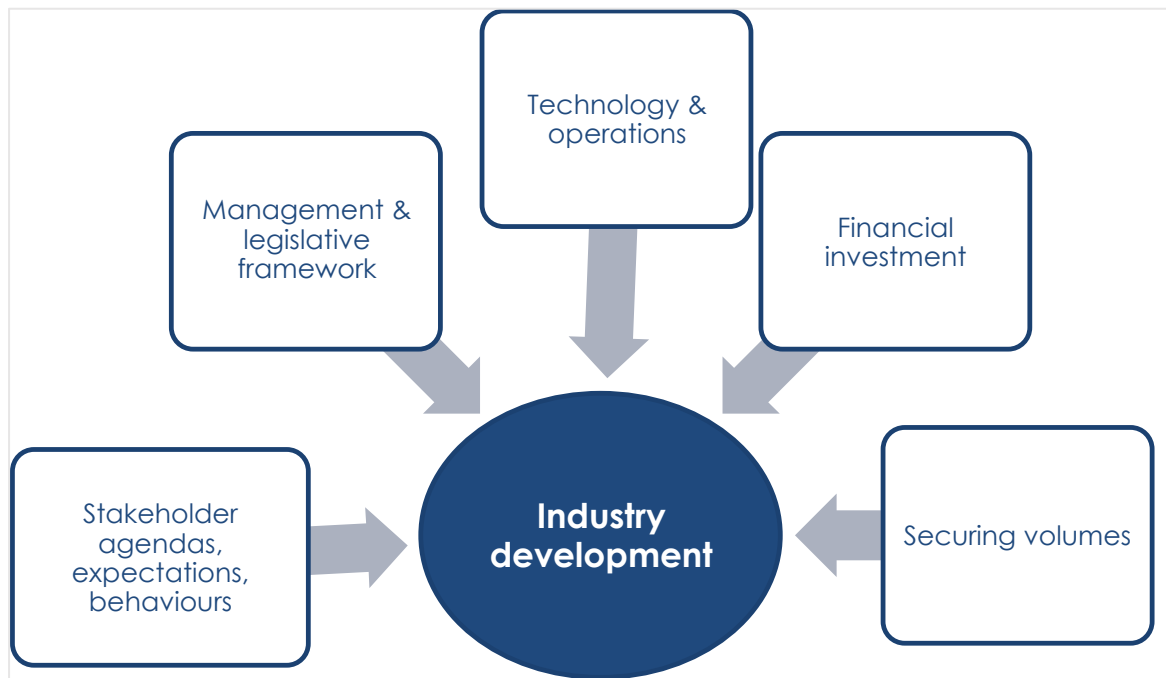 Technology &
operations
Management &
legislative
framework
Financial
investment
Stakeholder
agendas,
expectations,
behaviours
Industry
development
Securing volumes